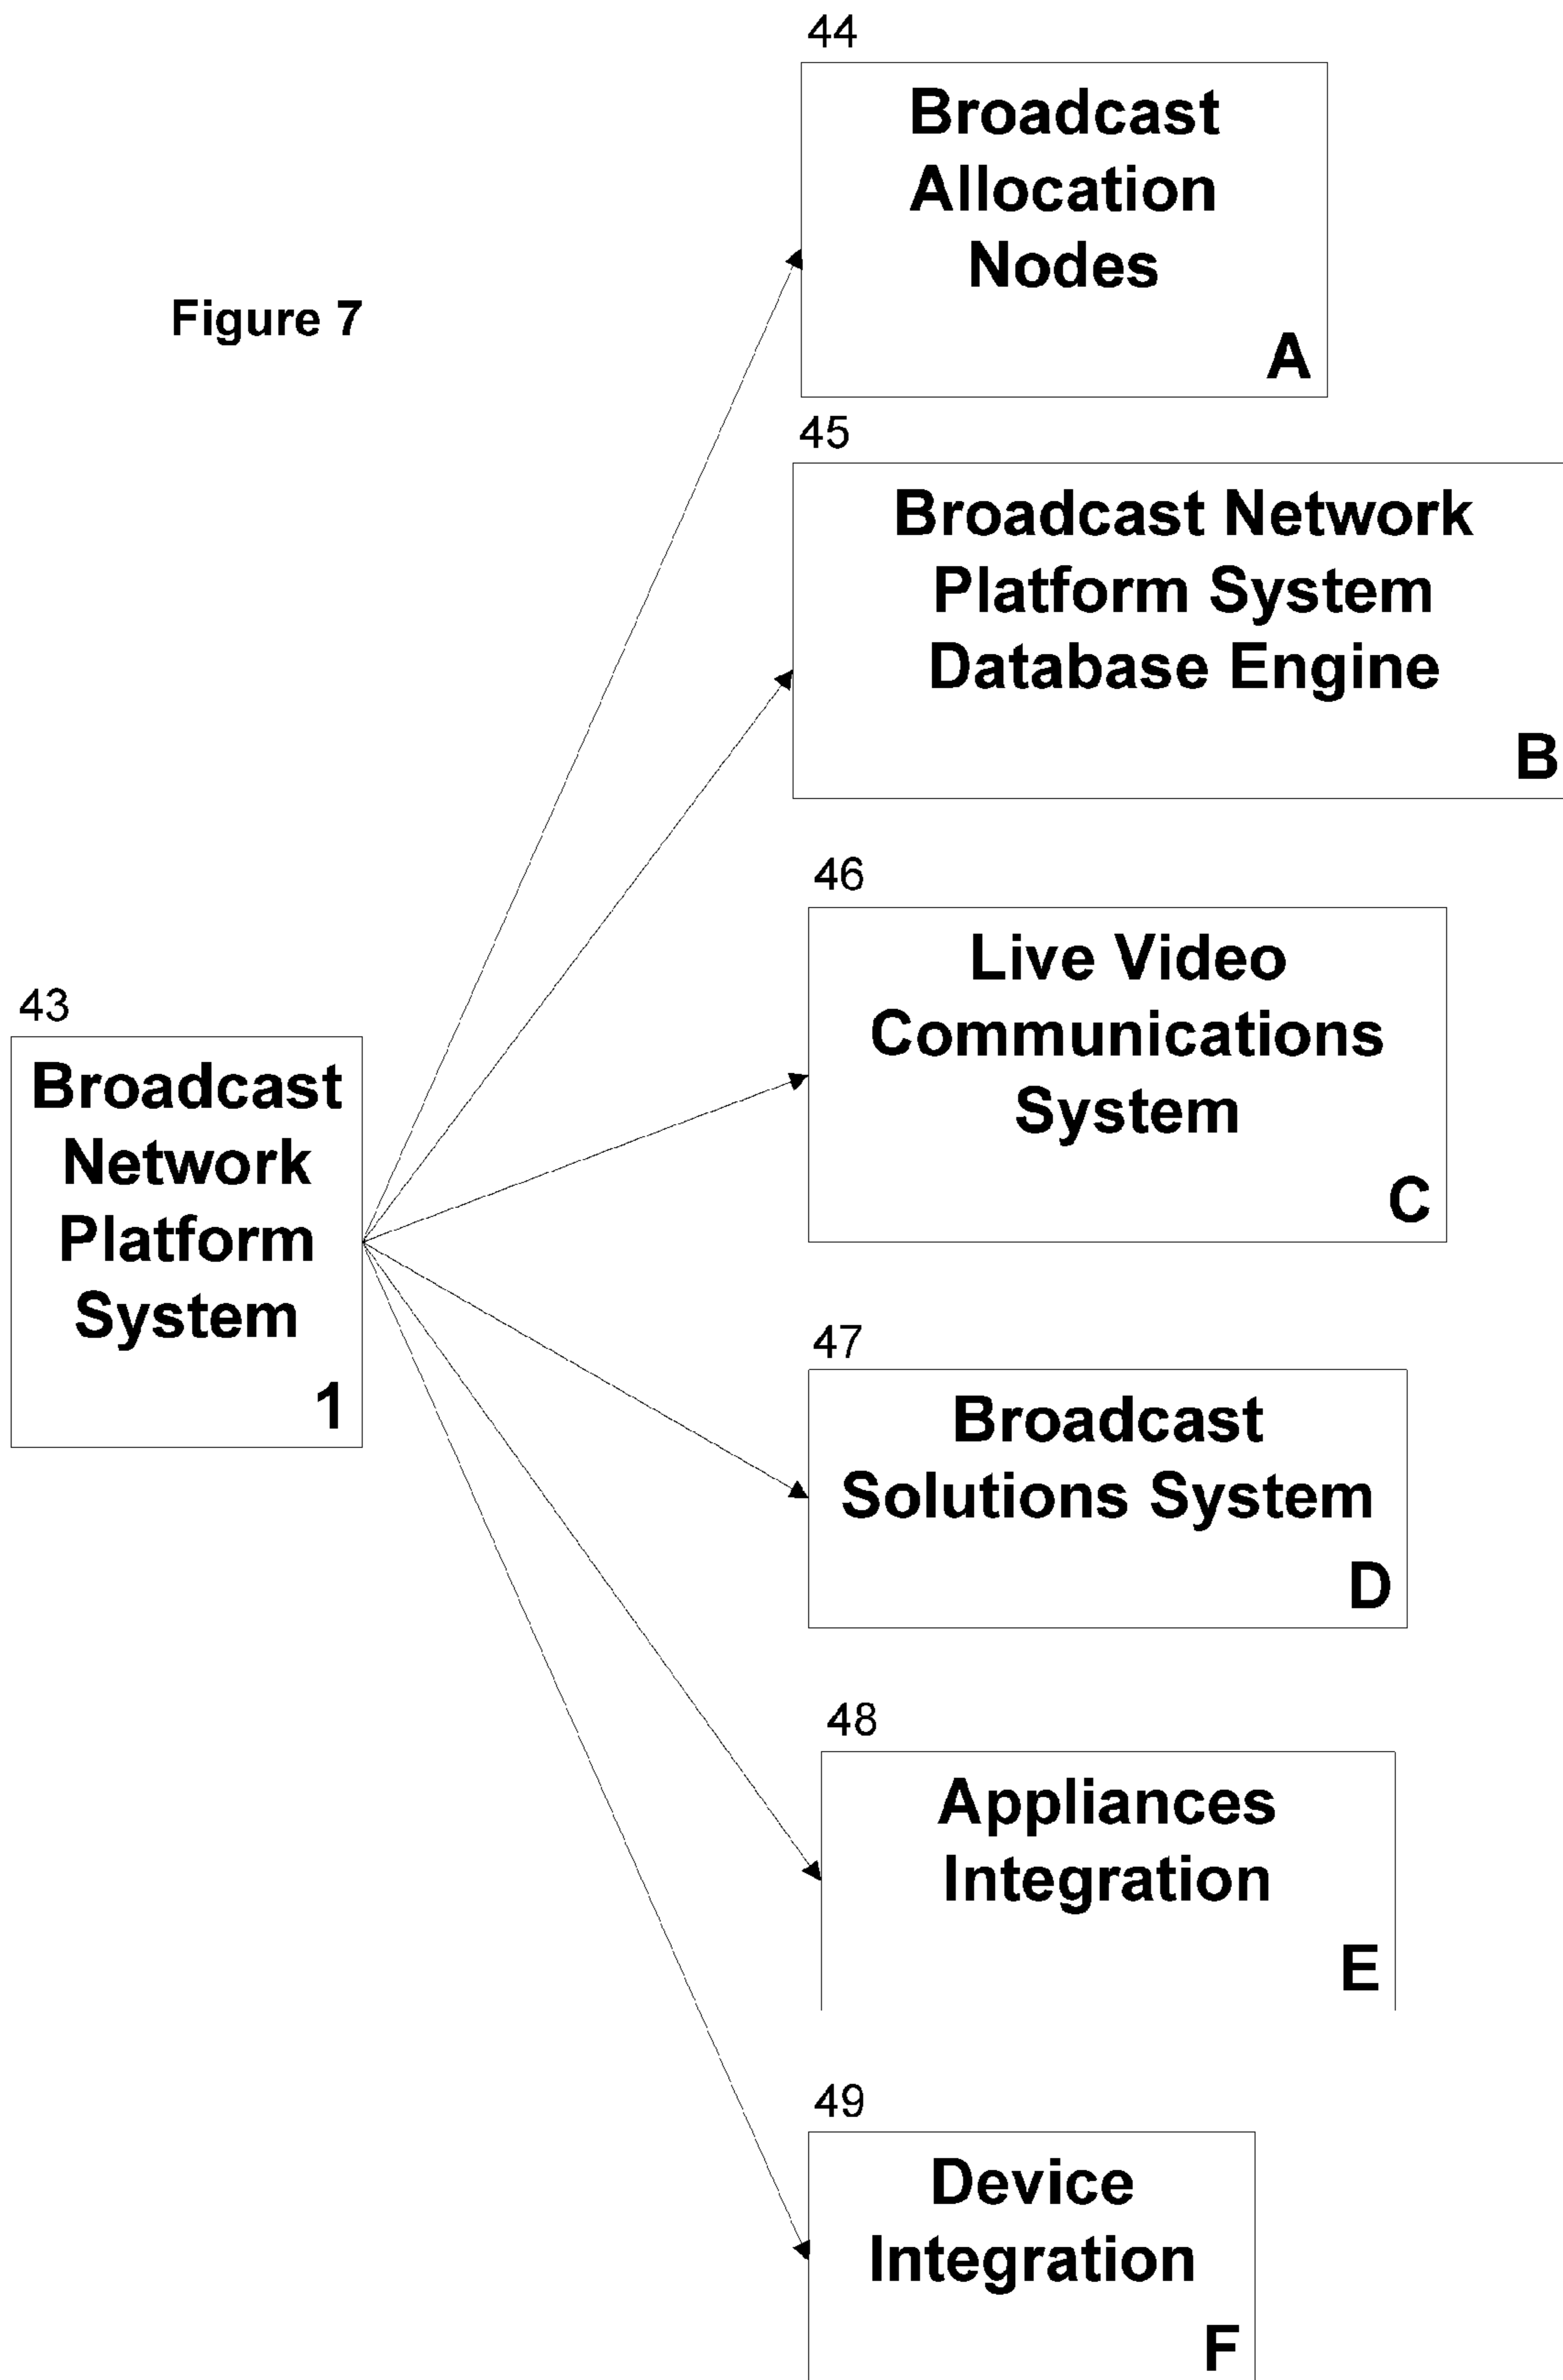 Figure 7
43
Broadcast
Network
Platform
System
1
44
Broadcast
Allocation
Nodes
A
45
Broadcast Network
Platform System
Database Engine
B
46
Live Video
Communications
System
C
47
Broadcast
Solutions System
D
48
Appliances
Integration
E
49
Device
Integration
F